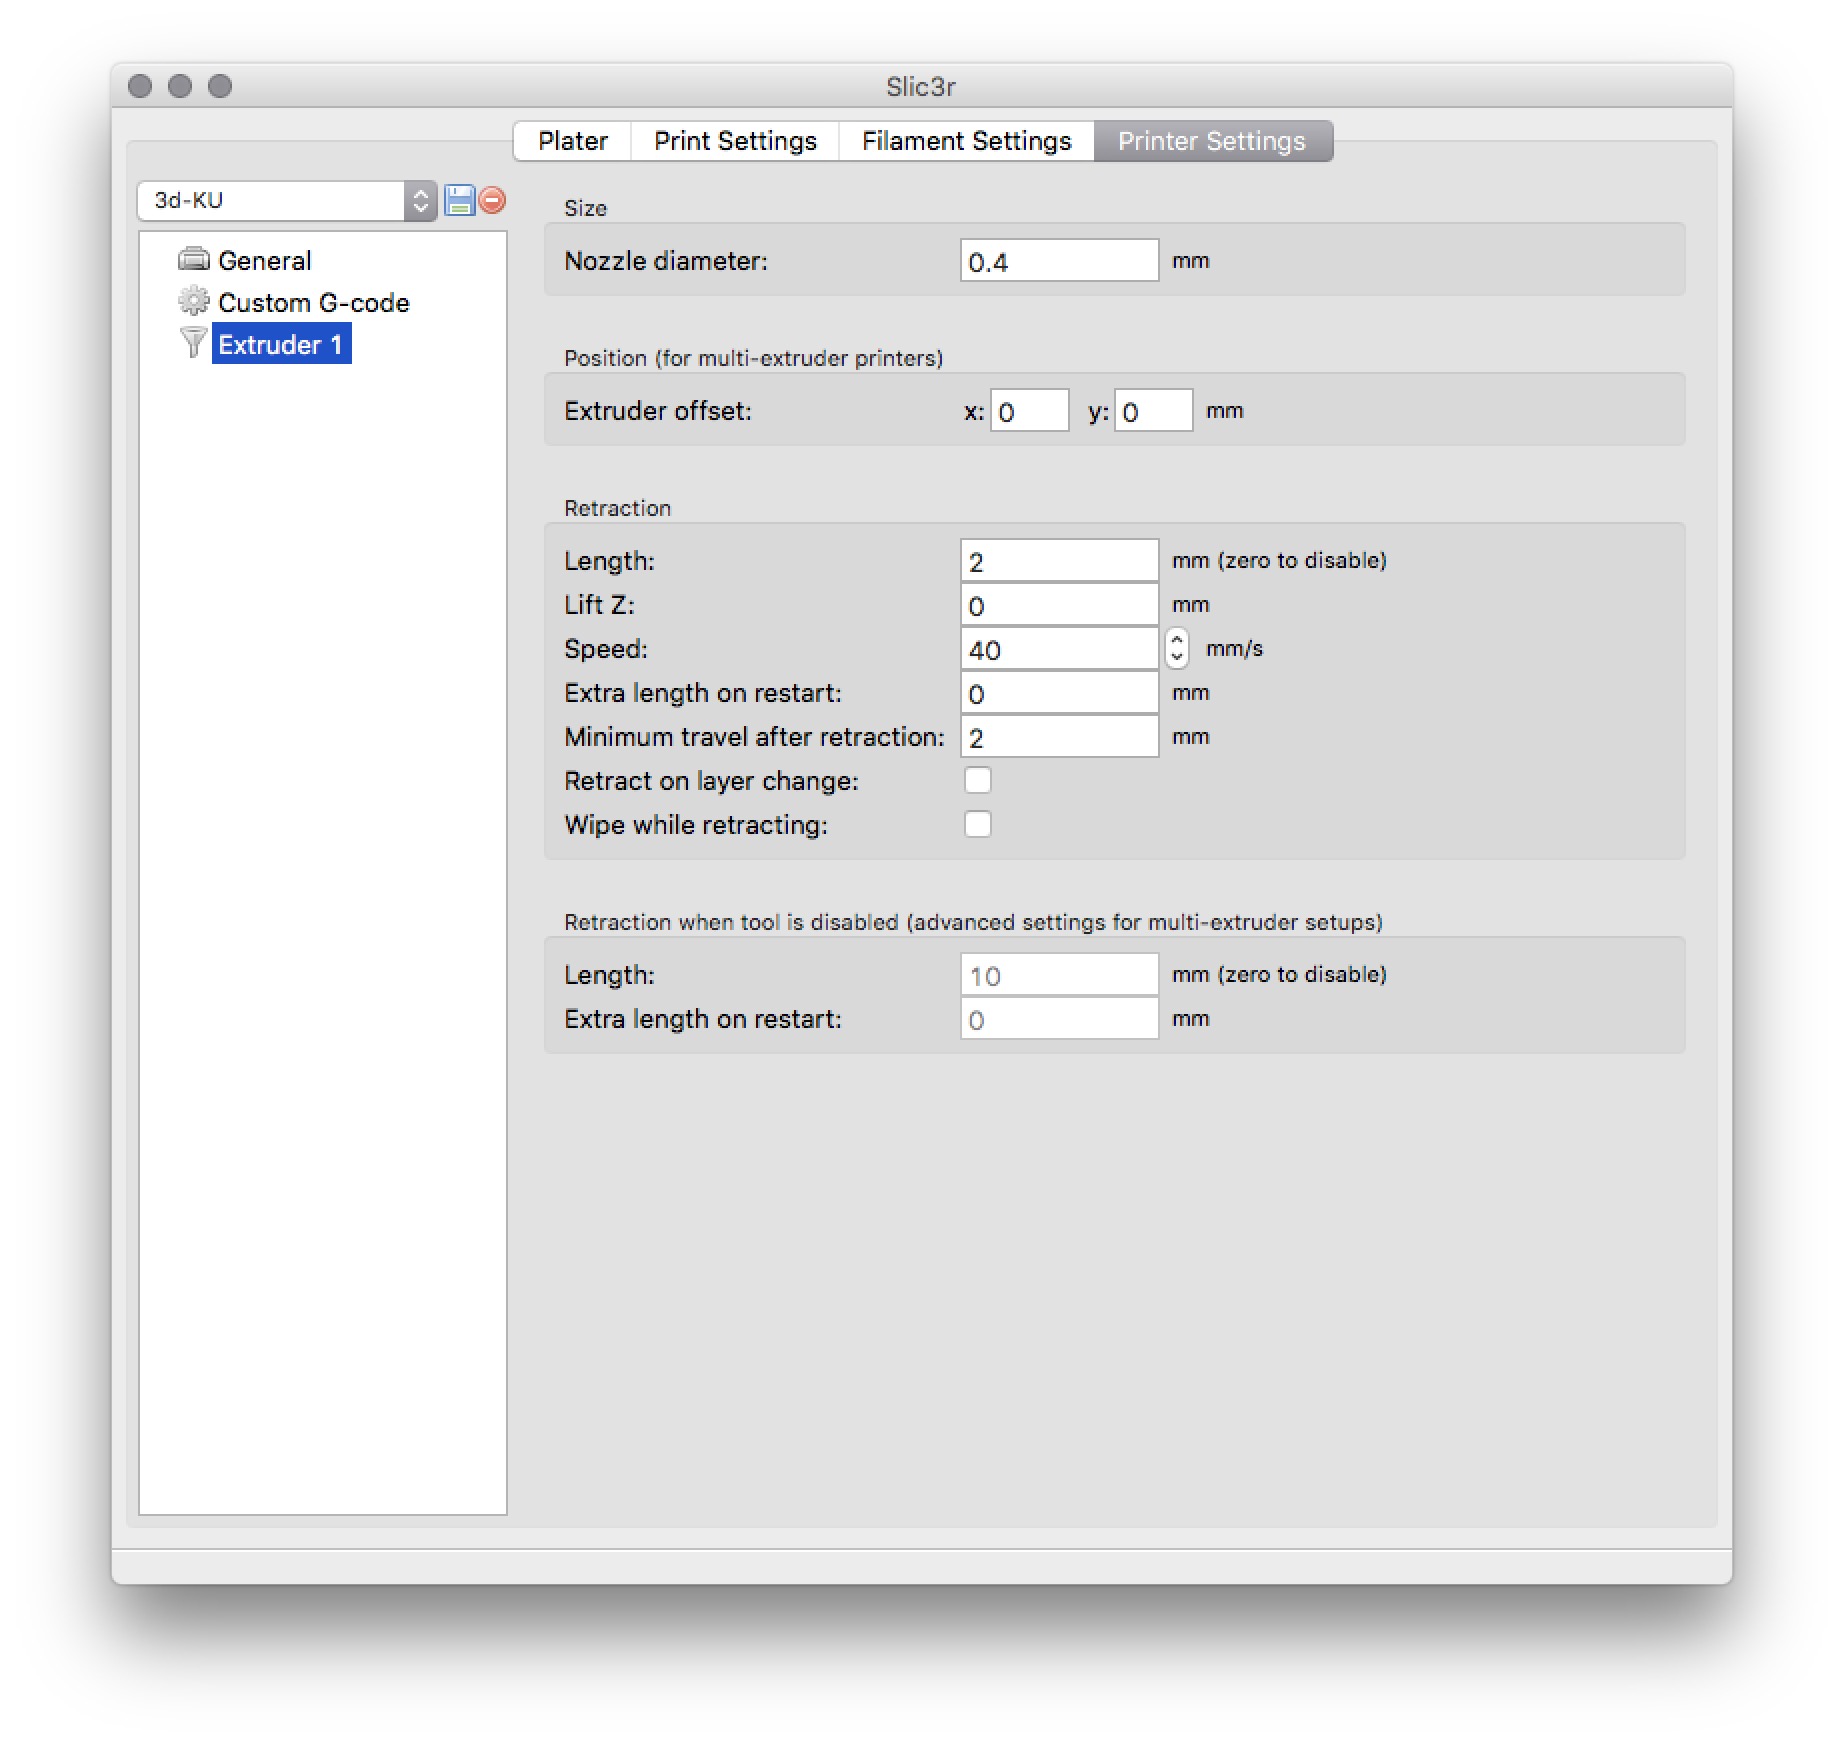 Slic3r
Plater Print Settings Filament Settings Printer Settings
3d-KU
General
Custom G-code
Extruder 1
Size
Nozzle diameter: 0.4 mm
Position (for multi-extruder printers)
Extruder offset: x: 0 y: 0 mm
Retraction
Length: 2 mm (zero to disable)
Lift Z: 0 mm
Speed: 40 mm/s
Extra length on restart: 0 mm
Minimum travel after retraction: 2 mm
Retract on layer change:
Wipe while retracting:
Retraction when tool is disabled (advanced settings for multi-extruder setups)
Length: 10 mm (zero to disable)
Extra length on restart: 0 mm